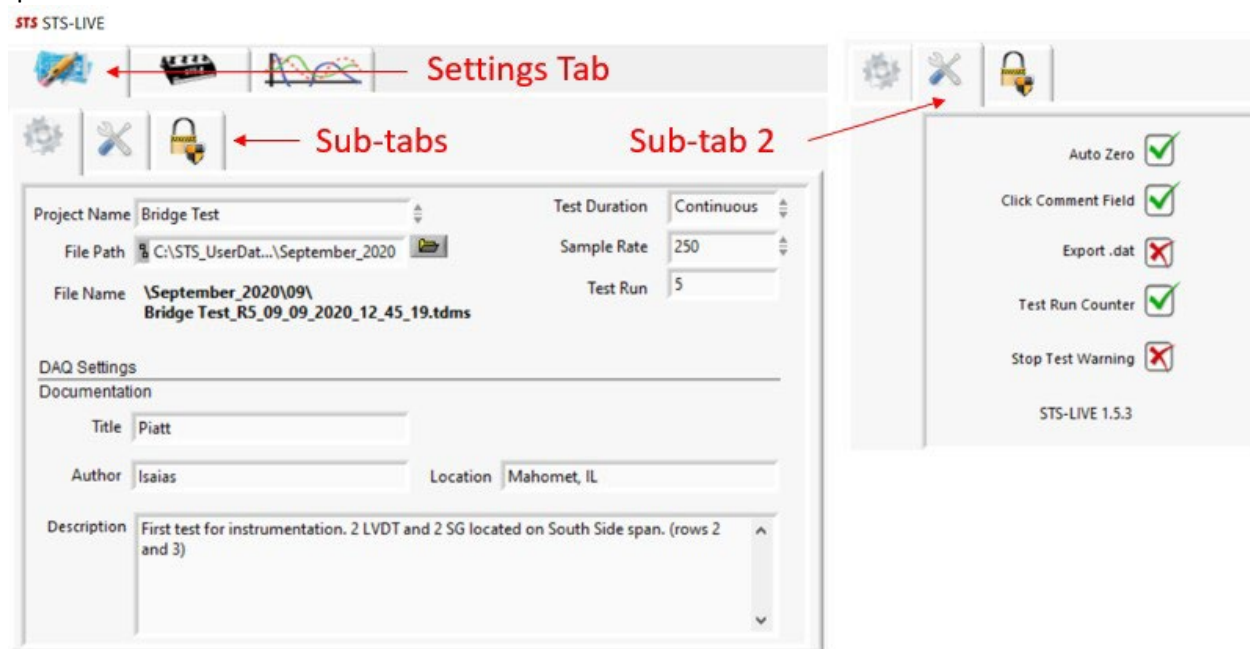 STS STS-LIVE
Settings Tab
Sub-tabs
Sub-tab 2
Project Name Bridge Test
Test Duration Continuous
File Path C:\STS_UserDat...\September_2020
Sample Rate 250
File Name \September_2020\09\
Bridge Test_R5_09_09_2020_12_45_19.tdms
Test Run 5
DAQ Settings
Documentation
Title Piatt
Author Isaias
Location Mahomet, IL
Description First test for instrumentation. 2 LVDT and 2 SG located on South Side span. (rows 2
and 3)
Auto Zero
Click Comment Field
Export .dat
Test Run Counter
Stop Test Warning
STS-LIVE 1.5.3